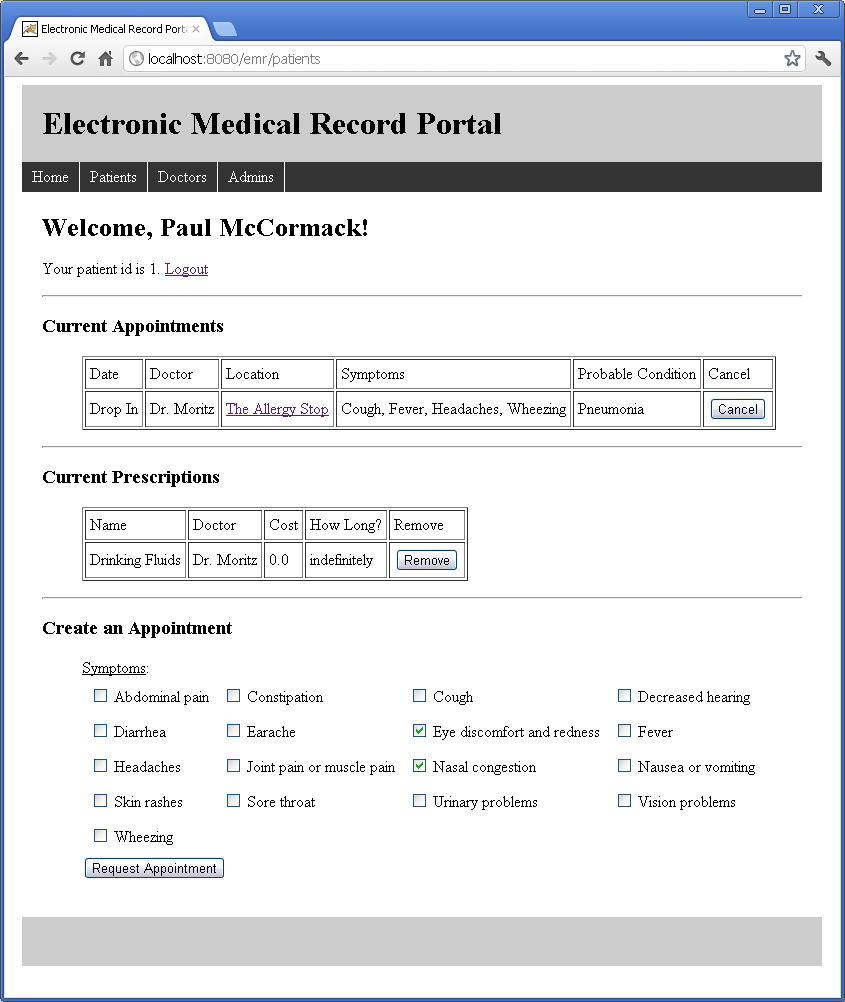 Electronic Medical Record Port
localhost:8080/emr/patients
Electronic Medical Record Portal
Home Patients Doctors Admins
Welcome, Paul McCormack!
Your patient id is 1. Logout
Current Appointments
Date Doctor Location Symptoms Probable Condition Cancel
Drop In Dr. Moritz The Allergy Stop Cough, Fever, Headaches, Wheezing Pneumonia Cancel
Current Prescriptions
Name Doctor Cost How Long? Remove
Drinking Fluids Dr. Moritz 0.0 indefinitely Remove
Create an Appointment
Symptoms:
Abdominal pain Constipation Cough Decreased hearing
Diarrhea Earache Eye discomfort and redness Fever
Headaches Joint pain or muscle pain Nasal congestion Nausea or vomiting
Skin rashes Sore throat Urinary problems Vision problems
Wheezing
Request Appointment